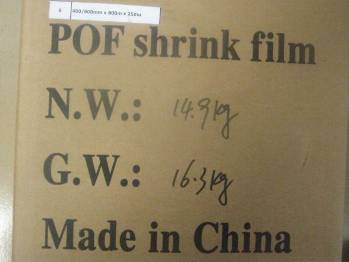 POF shrink film
N.W.: 14.9kg
G.W.: 16.3kg
Made in China